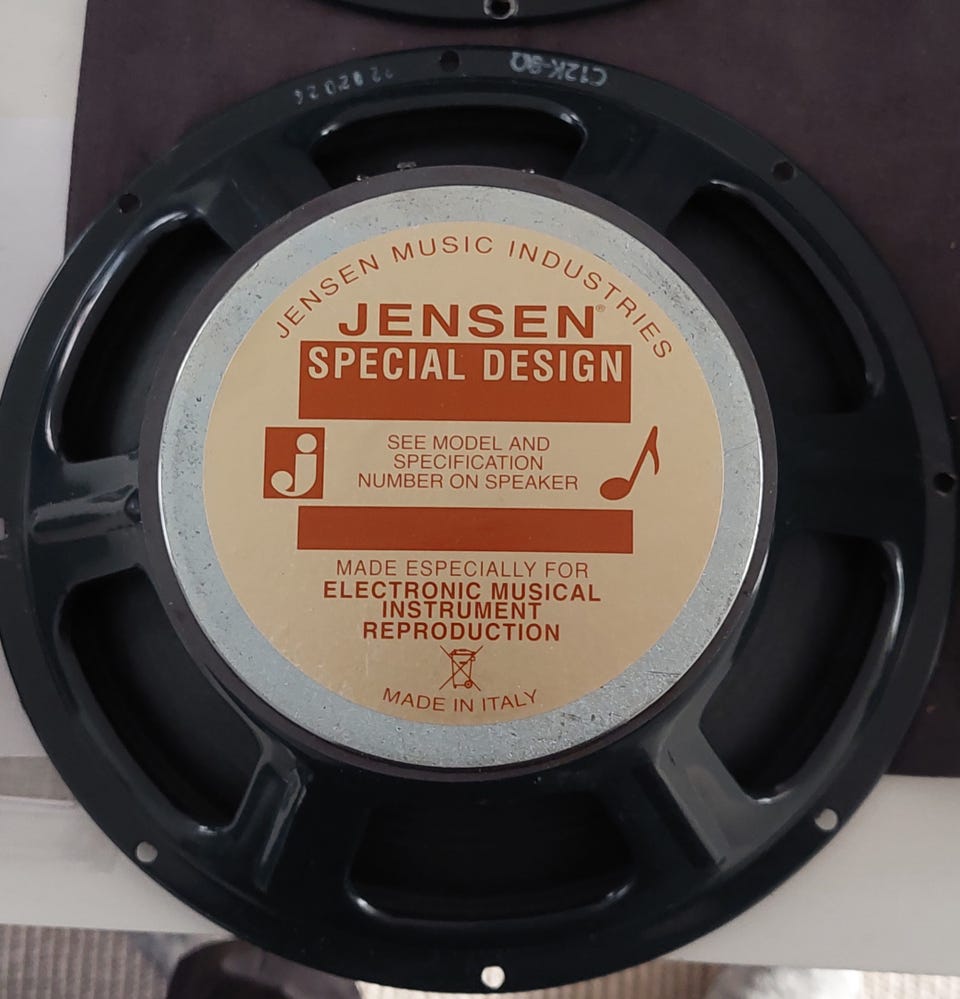 C12K-8Ω
JENSEN MUSIC INDUSTRIES
JENSEN®
SPECIAL DESIGN
j
SEE MODEL AND
SPECIFICATION
NUMBER ON SPEAKER
MADE ESPECIALLY FOR
ELECTRONIC MUSICAL
INSTRUMENT
REPRODUCTION
MADE IN ITALY